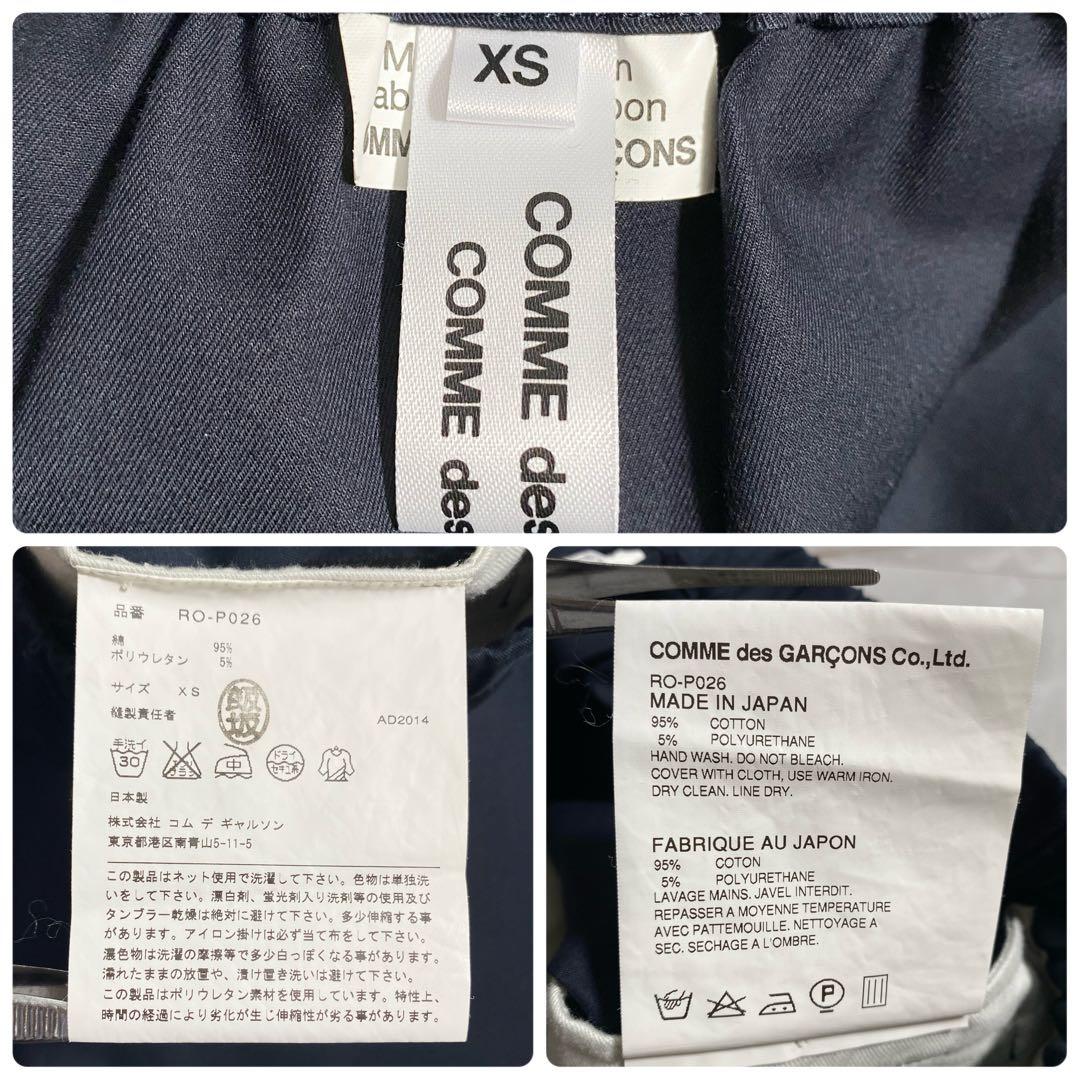 XS
COMME des
COMME des
品番 RO-P026
綿 95%
ポリウレタン 5%
サイズ XS
縫製責任者 飯坂 AD2014
手洗イ 30 中 ドライ セキユ系
日本製
株式会社 コム デ ギャルソン
東京都港区南青山5-11-5
この製品はネット使用で洗濯して下さい。色物は単独洗
いをして下さい。漂白剤、蛍光剤入り洗剤等の使用及び
タンブラー乾燥は絶対に避けて下さい。多少伸縮する事
があります。アイロン掛けは必ず当て布をして下さい。
濃色物は洗濯の摩擦等で多少白っぽくなる事があります。
濡れたままの放置や、漬け置き洗いは避けて下さい。
この製品はポリウレタン素材を使用しています。特性上、
時間の経過により劣化が生じ伸縮性が劣る事があります。
COMME des GARÇONS Co.,Ltd.
RO-P026
MADE IN JAPAN
95% COTTON
5% POLYURETHANE
HAND WASH. DO NOT BLEACH.
COVER WITH CLOTH, USE WARM IRON.
DRY CLEAN. LINE DRY.
FABRIQUE AU JAPON
95% COTON
5% POLYURETHANE
LAVAGE MAINS. JAVEL INTERDIT.
REPASSER A MOYENNE TEMPERATURE
AVEC PATTEMOUILLE. NETTOYAGE A
SEC. SECHAGE A L'OMBRE.
P